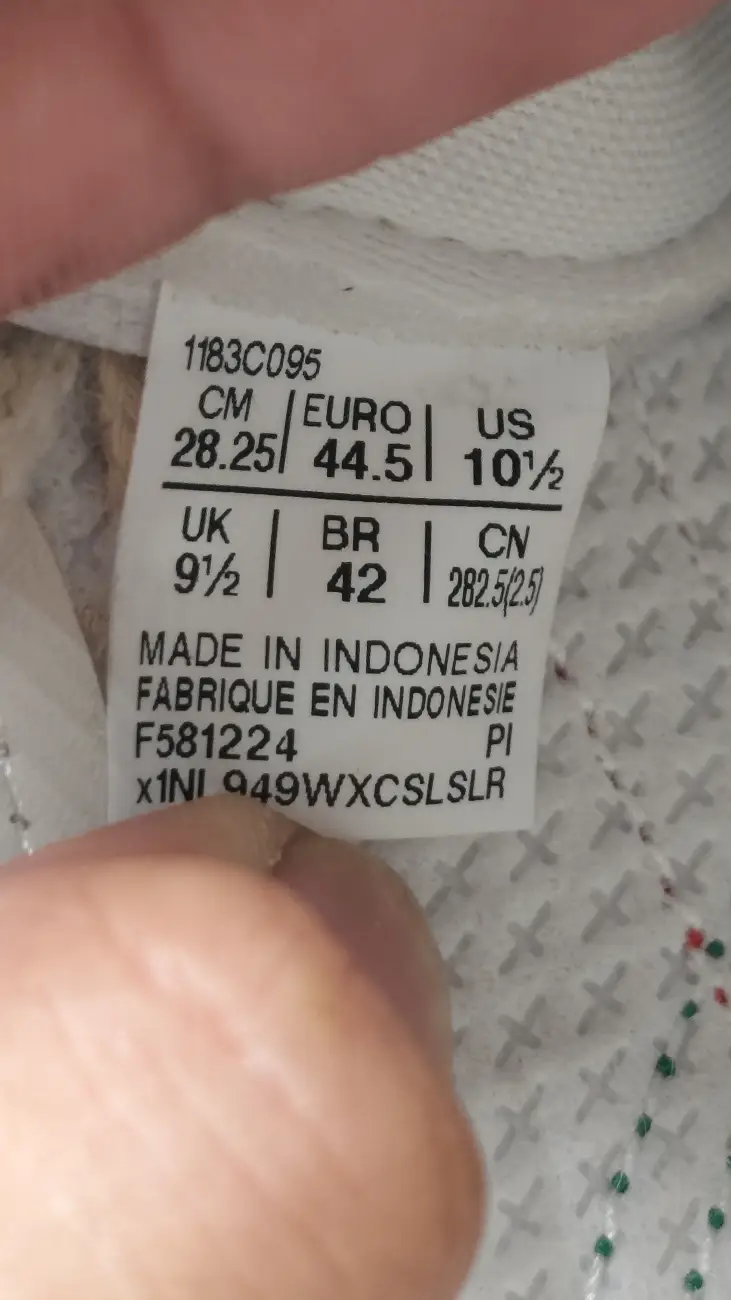 1183C095
CM | EURO | US
28.25 | 44.5 | 10½
UK | BR | CN
9½ | 42 | 282.5(2.5)
MADE IN INDONESIA
FABRIQUE EN INDONESIE
F581224 PI